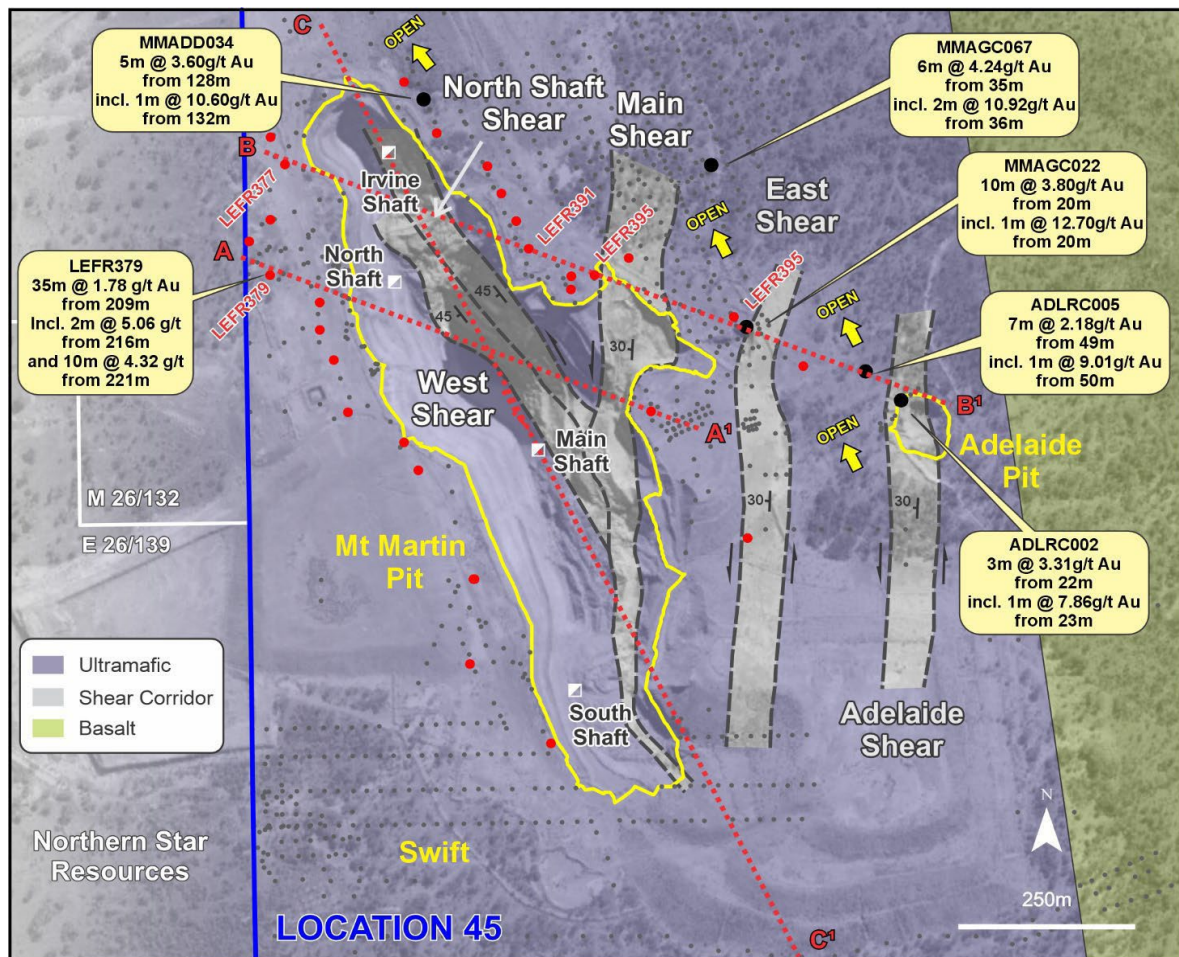 C
OPEN
MMADD034
5m @ 3.60g/t Au
from 128m
incl. 1m @ 10.60g/t Au
from 132m
North Shaft
Shear
Main
Shear
MMAGC067
6m @ 4.24g/t Au
from 35m
incl. 2m @ 10.92g/t Au
from 36m
B
Irvine
Shaft
LEFR377
LEFR391
LEFR395
OPEN
East
Shear
MMAGC022
10m @ 3.80g/t Au
from 20m
incl. 1m @ 12.70g/t Au
from 20m
A
North
Shaft
LEFR379
35m @ 1.78 g/t Au
from 209m
Incl. 2m @ 5.06 g/t
from 216m
and 10m @ 4.32 g/t
from 221m
LEFR379
45
45
30
LEFR395
OPEN
ADLRC005
7m @ 2.18g/t Au
from 49m
incl. 1m @ 9.01g/t Au
from 50m
West
Shear
A¹
B¹
OPEN
Main
Shaft
Adelaide
Pit
M 26/132
E 26/139
30
30
Mt Martin
Pit
ADLRC002
3m @ 3.31g/t Au
from 22m
incl. 1m @ 7.86g/t Au
from 23m
Ultramafic
Shear Corridor
Basalt
South
Shaft
Adelaide
Shear
Northern Star
Resources
Swift
N
250m
LOCATION 45
C¹